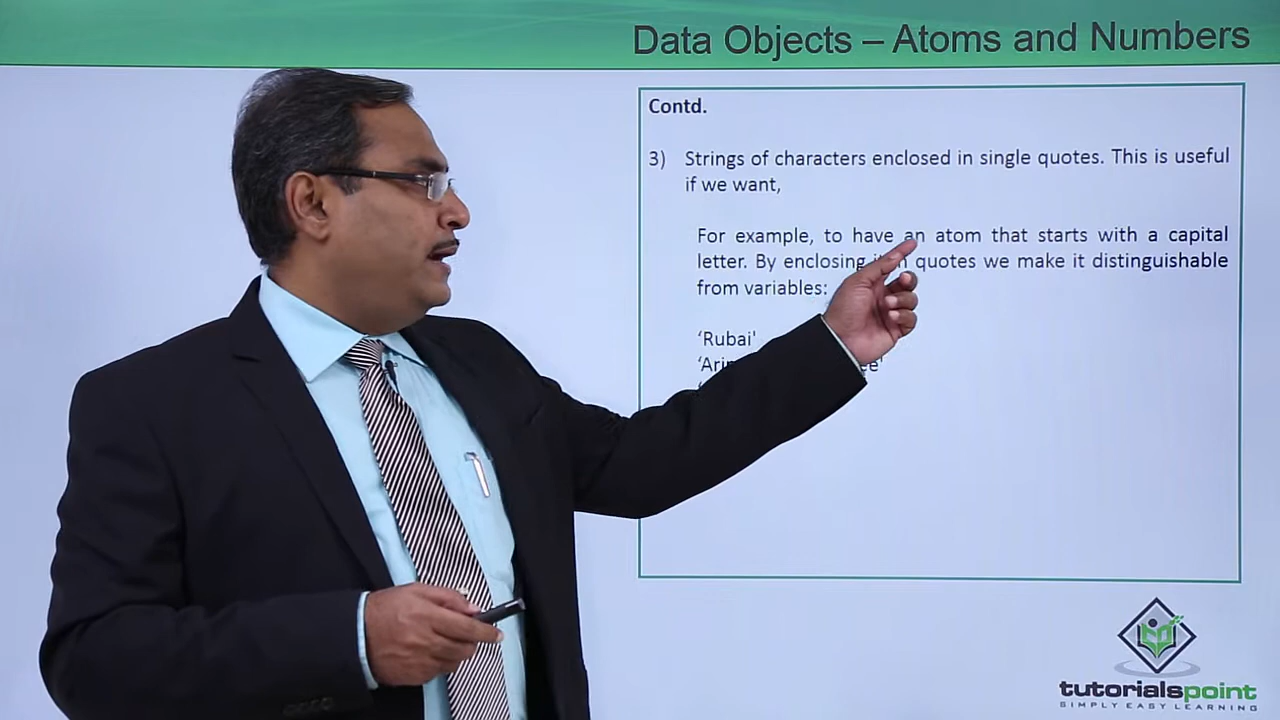 Data Objects – Atoms and Numbers
Contd.
3) Strings of characters enclosed in single quotes. This is useful
if we want,
For example, to have an atom that starts with a capital
letter. By enclosing in quotes we make it distinguishable
from variables:
‘Rubai'
tutorialspoint
SIMPLY EASY LEARNING